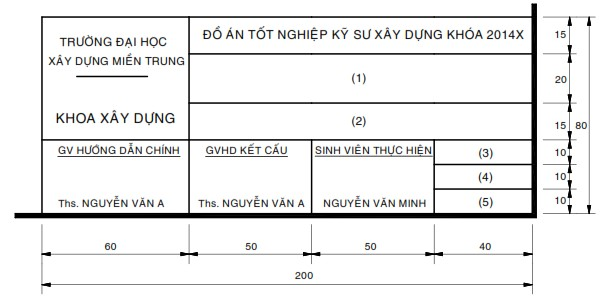 TRƯỜNG ĐẠI HỌC
XÂY DỰNG MIỀN TRUNG
KHOA XÂY DỰNG
ĐỒ ÁN TỐT NGHIỆP KỸ SƯ XÂY DỰNG KHÓA 2014X
(1)
(2)
GV HƯỚNG DẪN CHÍNH
GVHD KẾT CẤU
SINH VIÊN THỰC HIỆN
(3)
(4)
Ths. NGUYỄN VĂN A
Ths. NGUYỄN VĂN A
NGUYỄN VĂN MINH
(5)
15
20
15
80
10
10
10
60
50
50
40
200